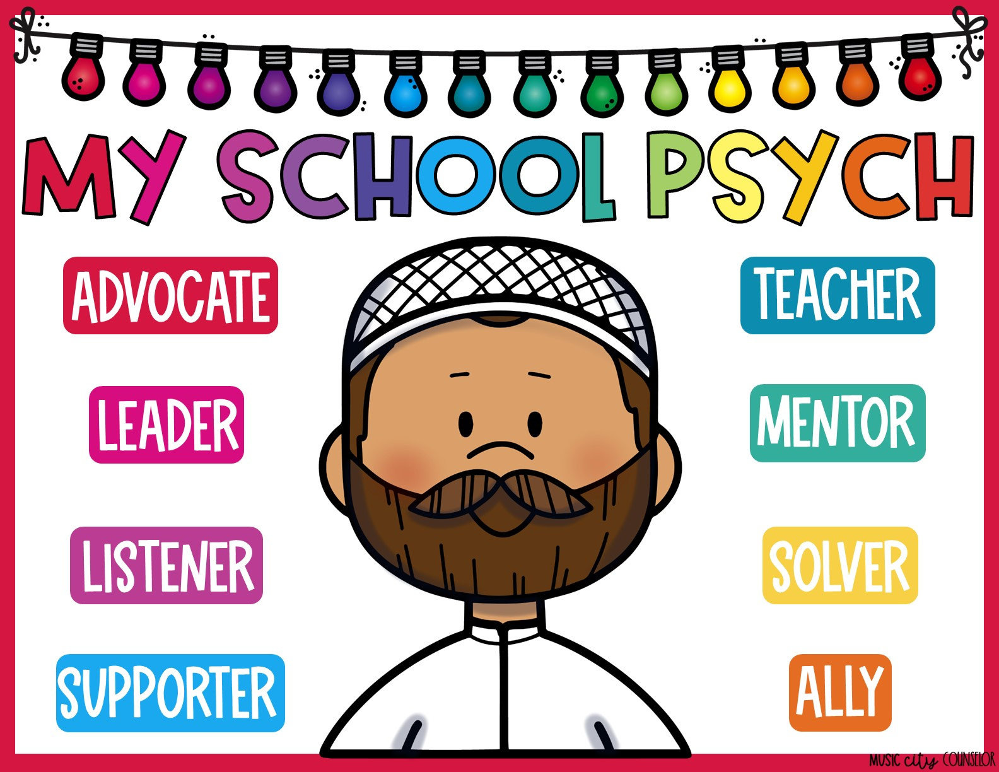 MY SCHOOL PSYCH
ADVOCATE
LEADER
LISTENER
SUPPORTER
TEACHER
MENTOR
SOLVER
ALLY
MUSIC city COUNSELOR